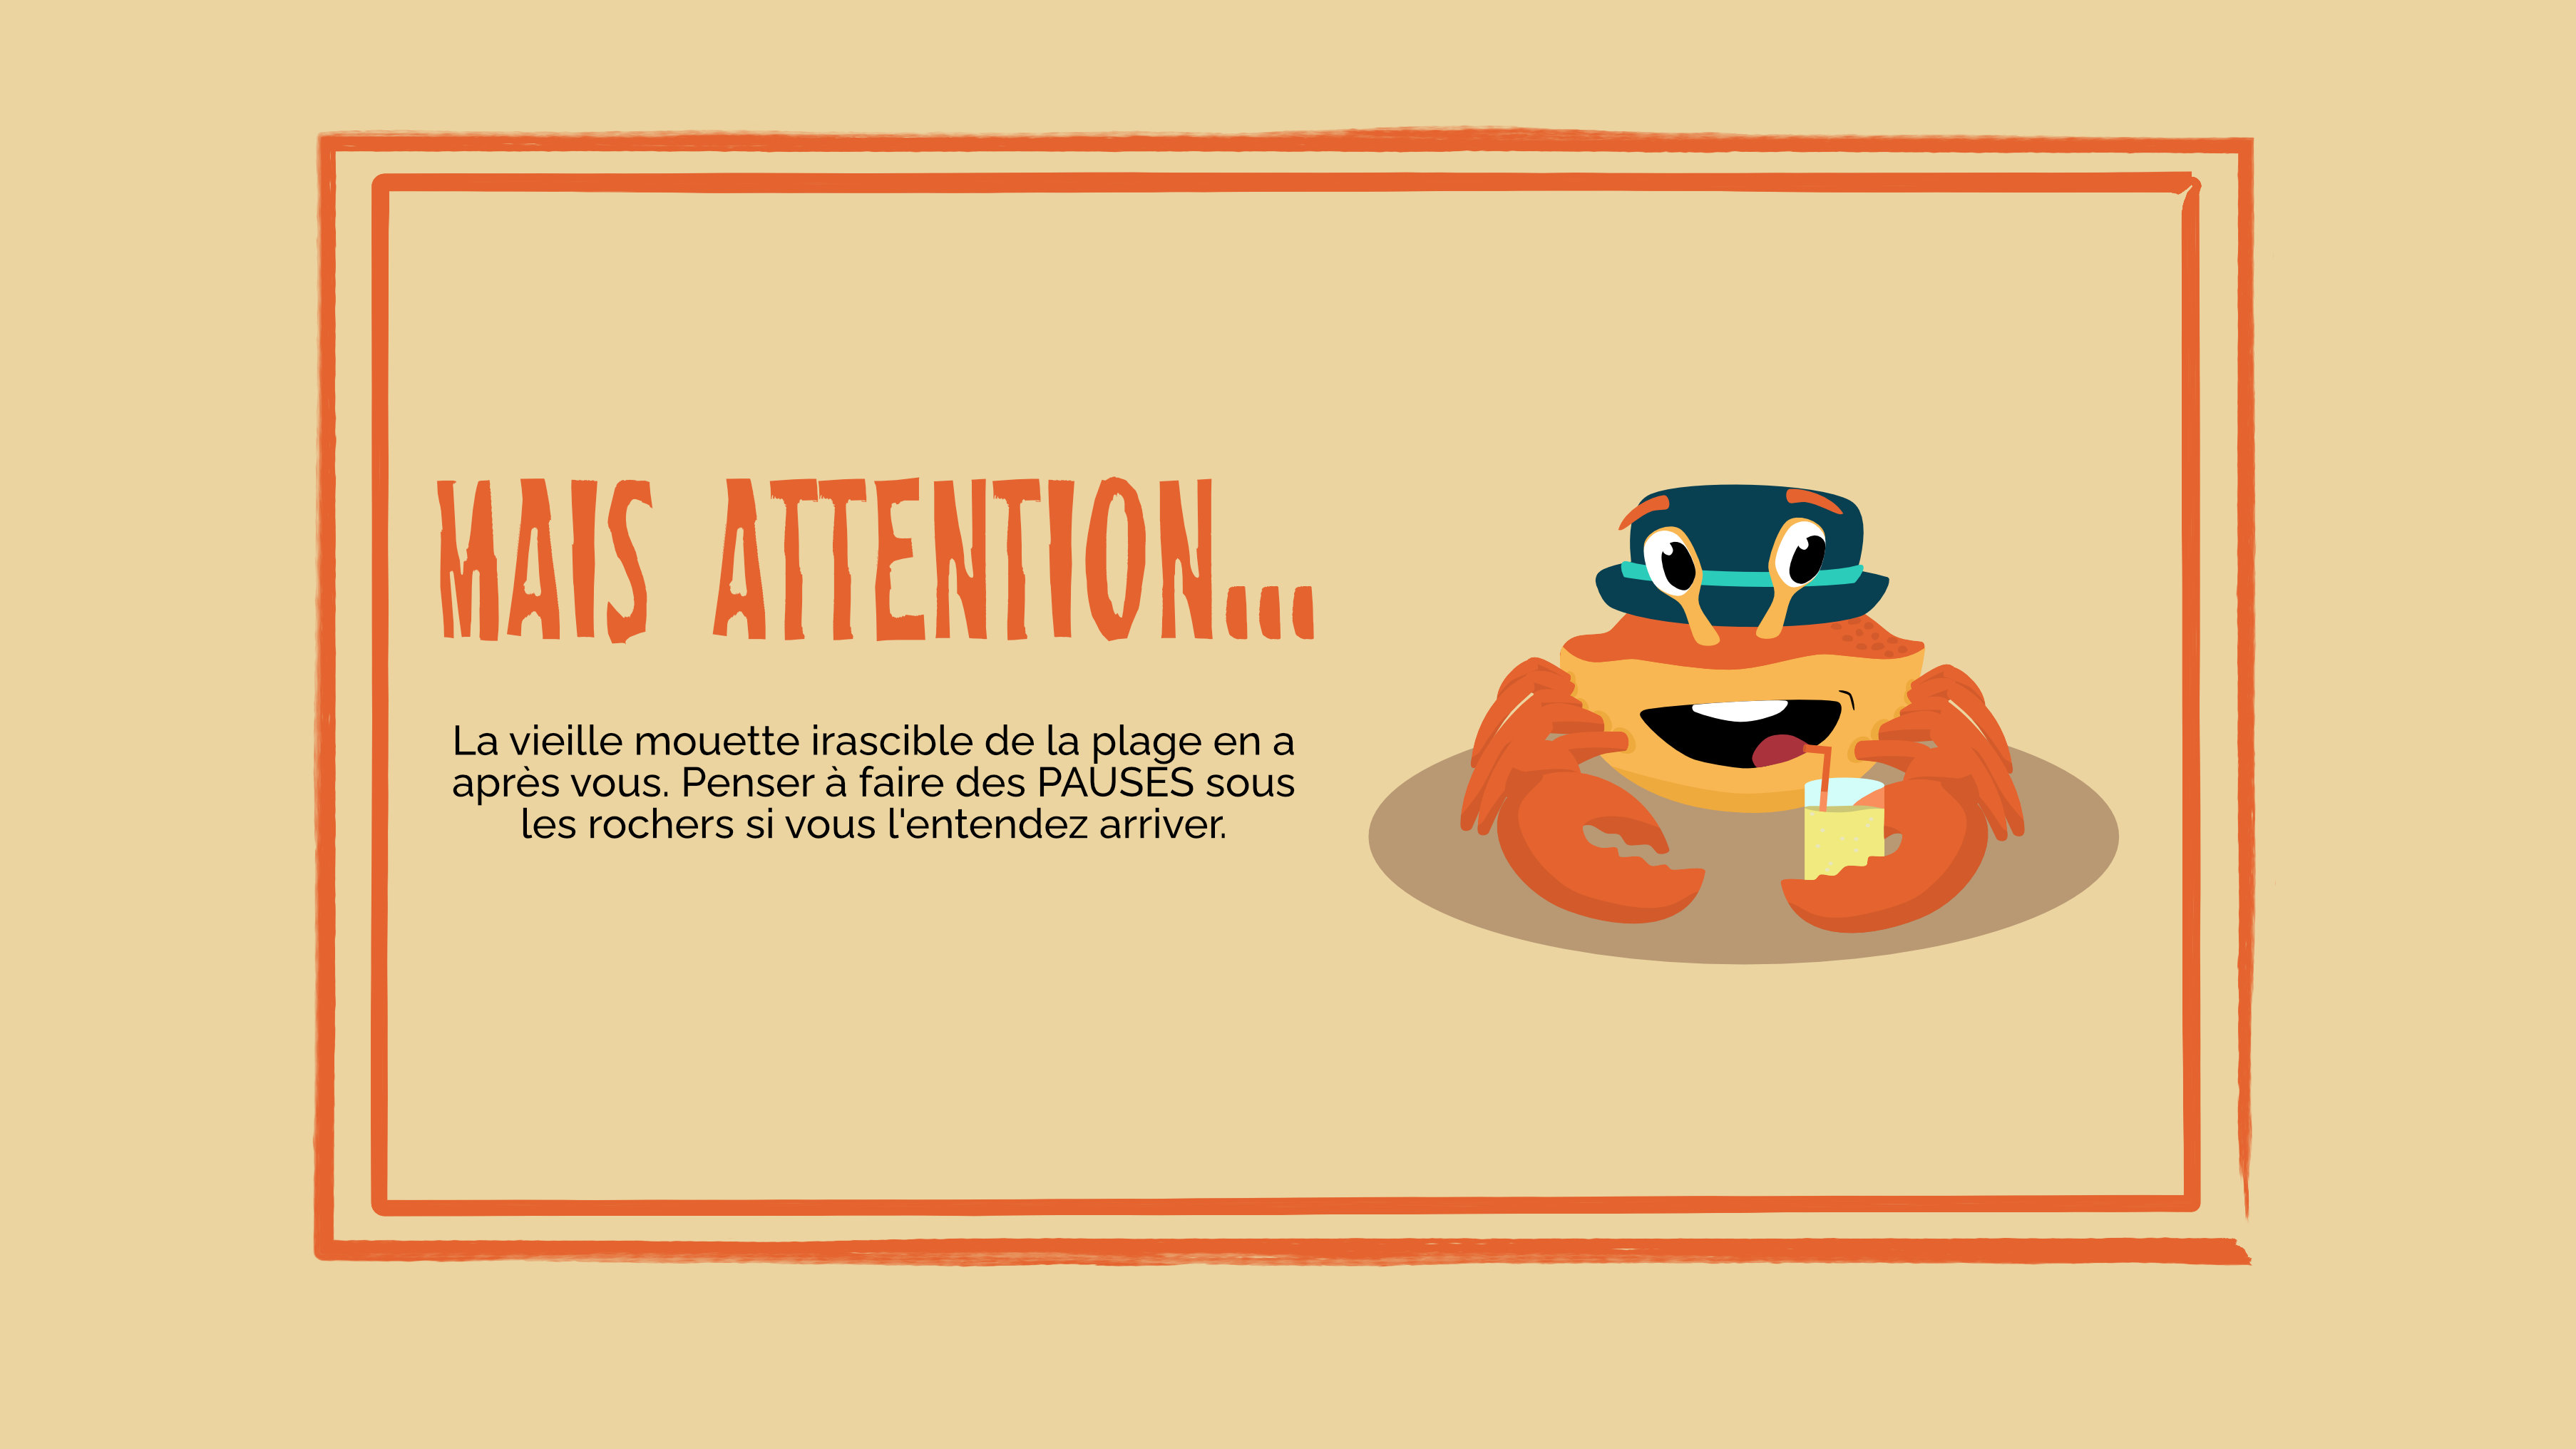 MAIS ATTENTION...
La vieille mouette irascible de la plage en a
après vous. Penser à faire des PAUSES sous
les rochers si vous l'entendez arriver.